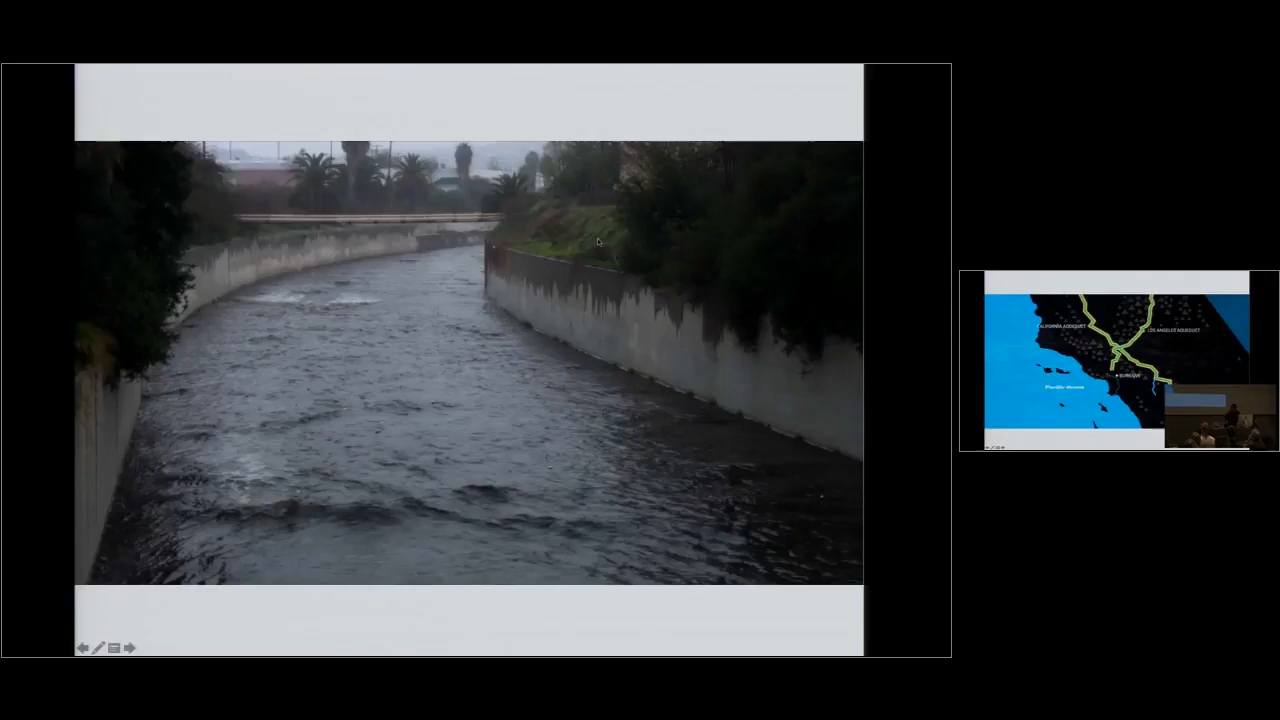 CALIFORNIA AQUEDUCT
LOS ANGELES AQUEDUCT
BURBANK
Pacific Ocean